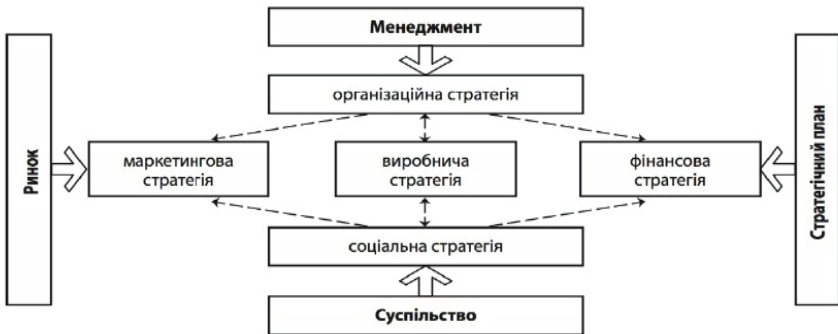 Менеджмент
організаційна стратегія
Ринок
маркетингова
стратегія
виробнича
стратегія
фінансова
стратегія
Стратегічний план
соціальна стратегія
Суспільство